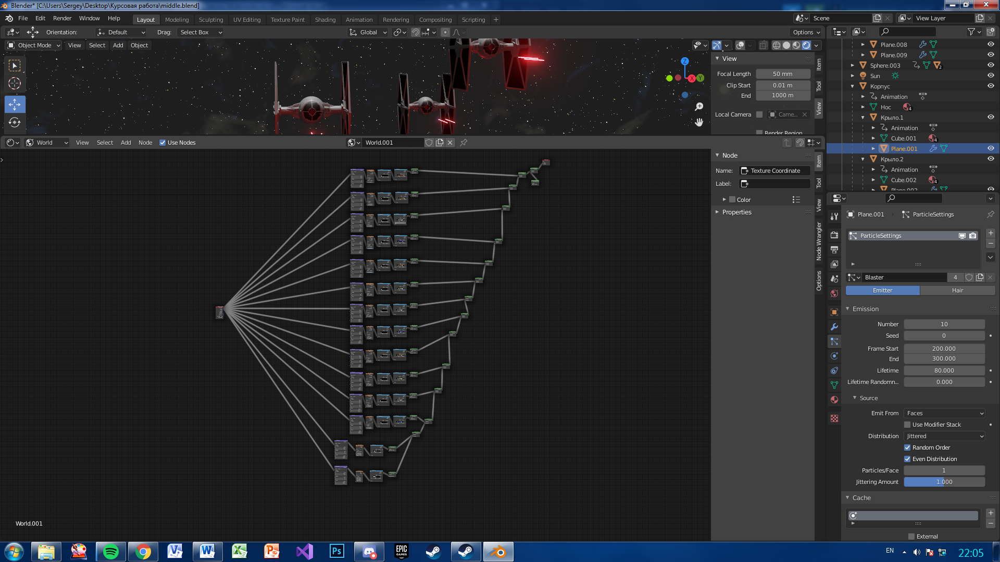 Blender* [C:\Users\Sergey\Desktop\Курсовая работа\middle.blend]
File Edit Render Window Help Layout Modeling Sculpting UV Editing Texture Paint Shading Animation Rendering Compositing Scripting + Scene View Layer
Orientation: Default Drag: Select Box Global Options
Object Mode View Select Add Object
View
Focal Length 50 mm
Clip Start 0.01 m
End 1000 m
Local Camera Came...
Render Region
Item
Tool
View
Z
X
Y
Plane.008
Plane.009
Sphere.003 2
Sun
Корпус
Animation
Нос 4
Крыло.1
Animation
Cube.001 4
Plane.001
Крыло.2
Animation
Cube.002 4
Plane.002
World View Select Add Node Use Nodes World.001
Node
Name: Texture Coordinate
Label:
Color
Properties
Item
Tool
View
Node Wrangler
Options
World.001
Plane.001 ParticleSettings
ParticleSettings
Blaster 4
Emitter Hair
Emission
Number 10
Seed 0
Frame Start 200.000
End 300.000
Lifetime 80.000
Lifetime Randomn... 0.000
Source
Emit From Faces
Use Modifier Stack
Distribution Jittered
Random Order
Even Distribution
Particles/Face 1
Jittering Amount 1.000
Cache
External
EPIC GAMES
Ps
EN 22:05